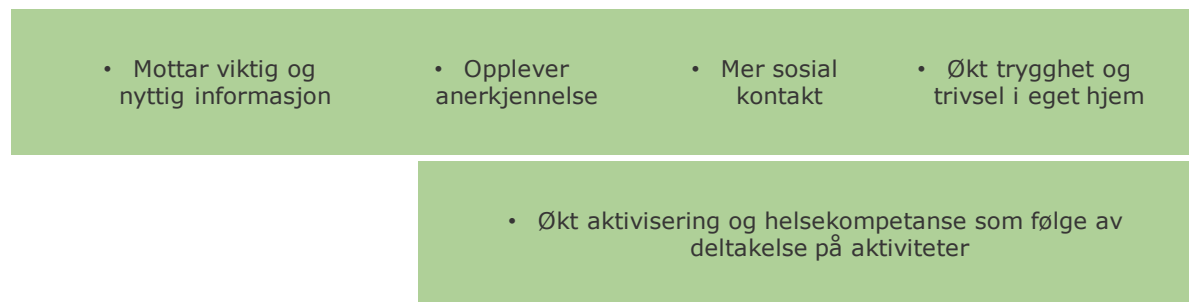 • Mottar viktig og
nyttig informasjon
• Opplever
anerkjennelse
• Mer sosial
kontakt
• Økt trygghet og
trivsel i eget hjem
• Økt aktivisering og helsekompetanse som følge av
deltakelse på aktiviteter